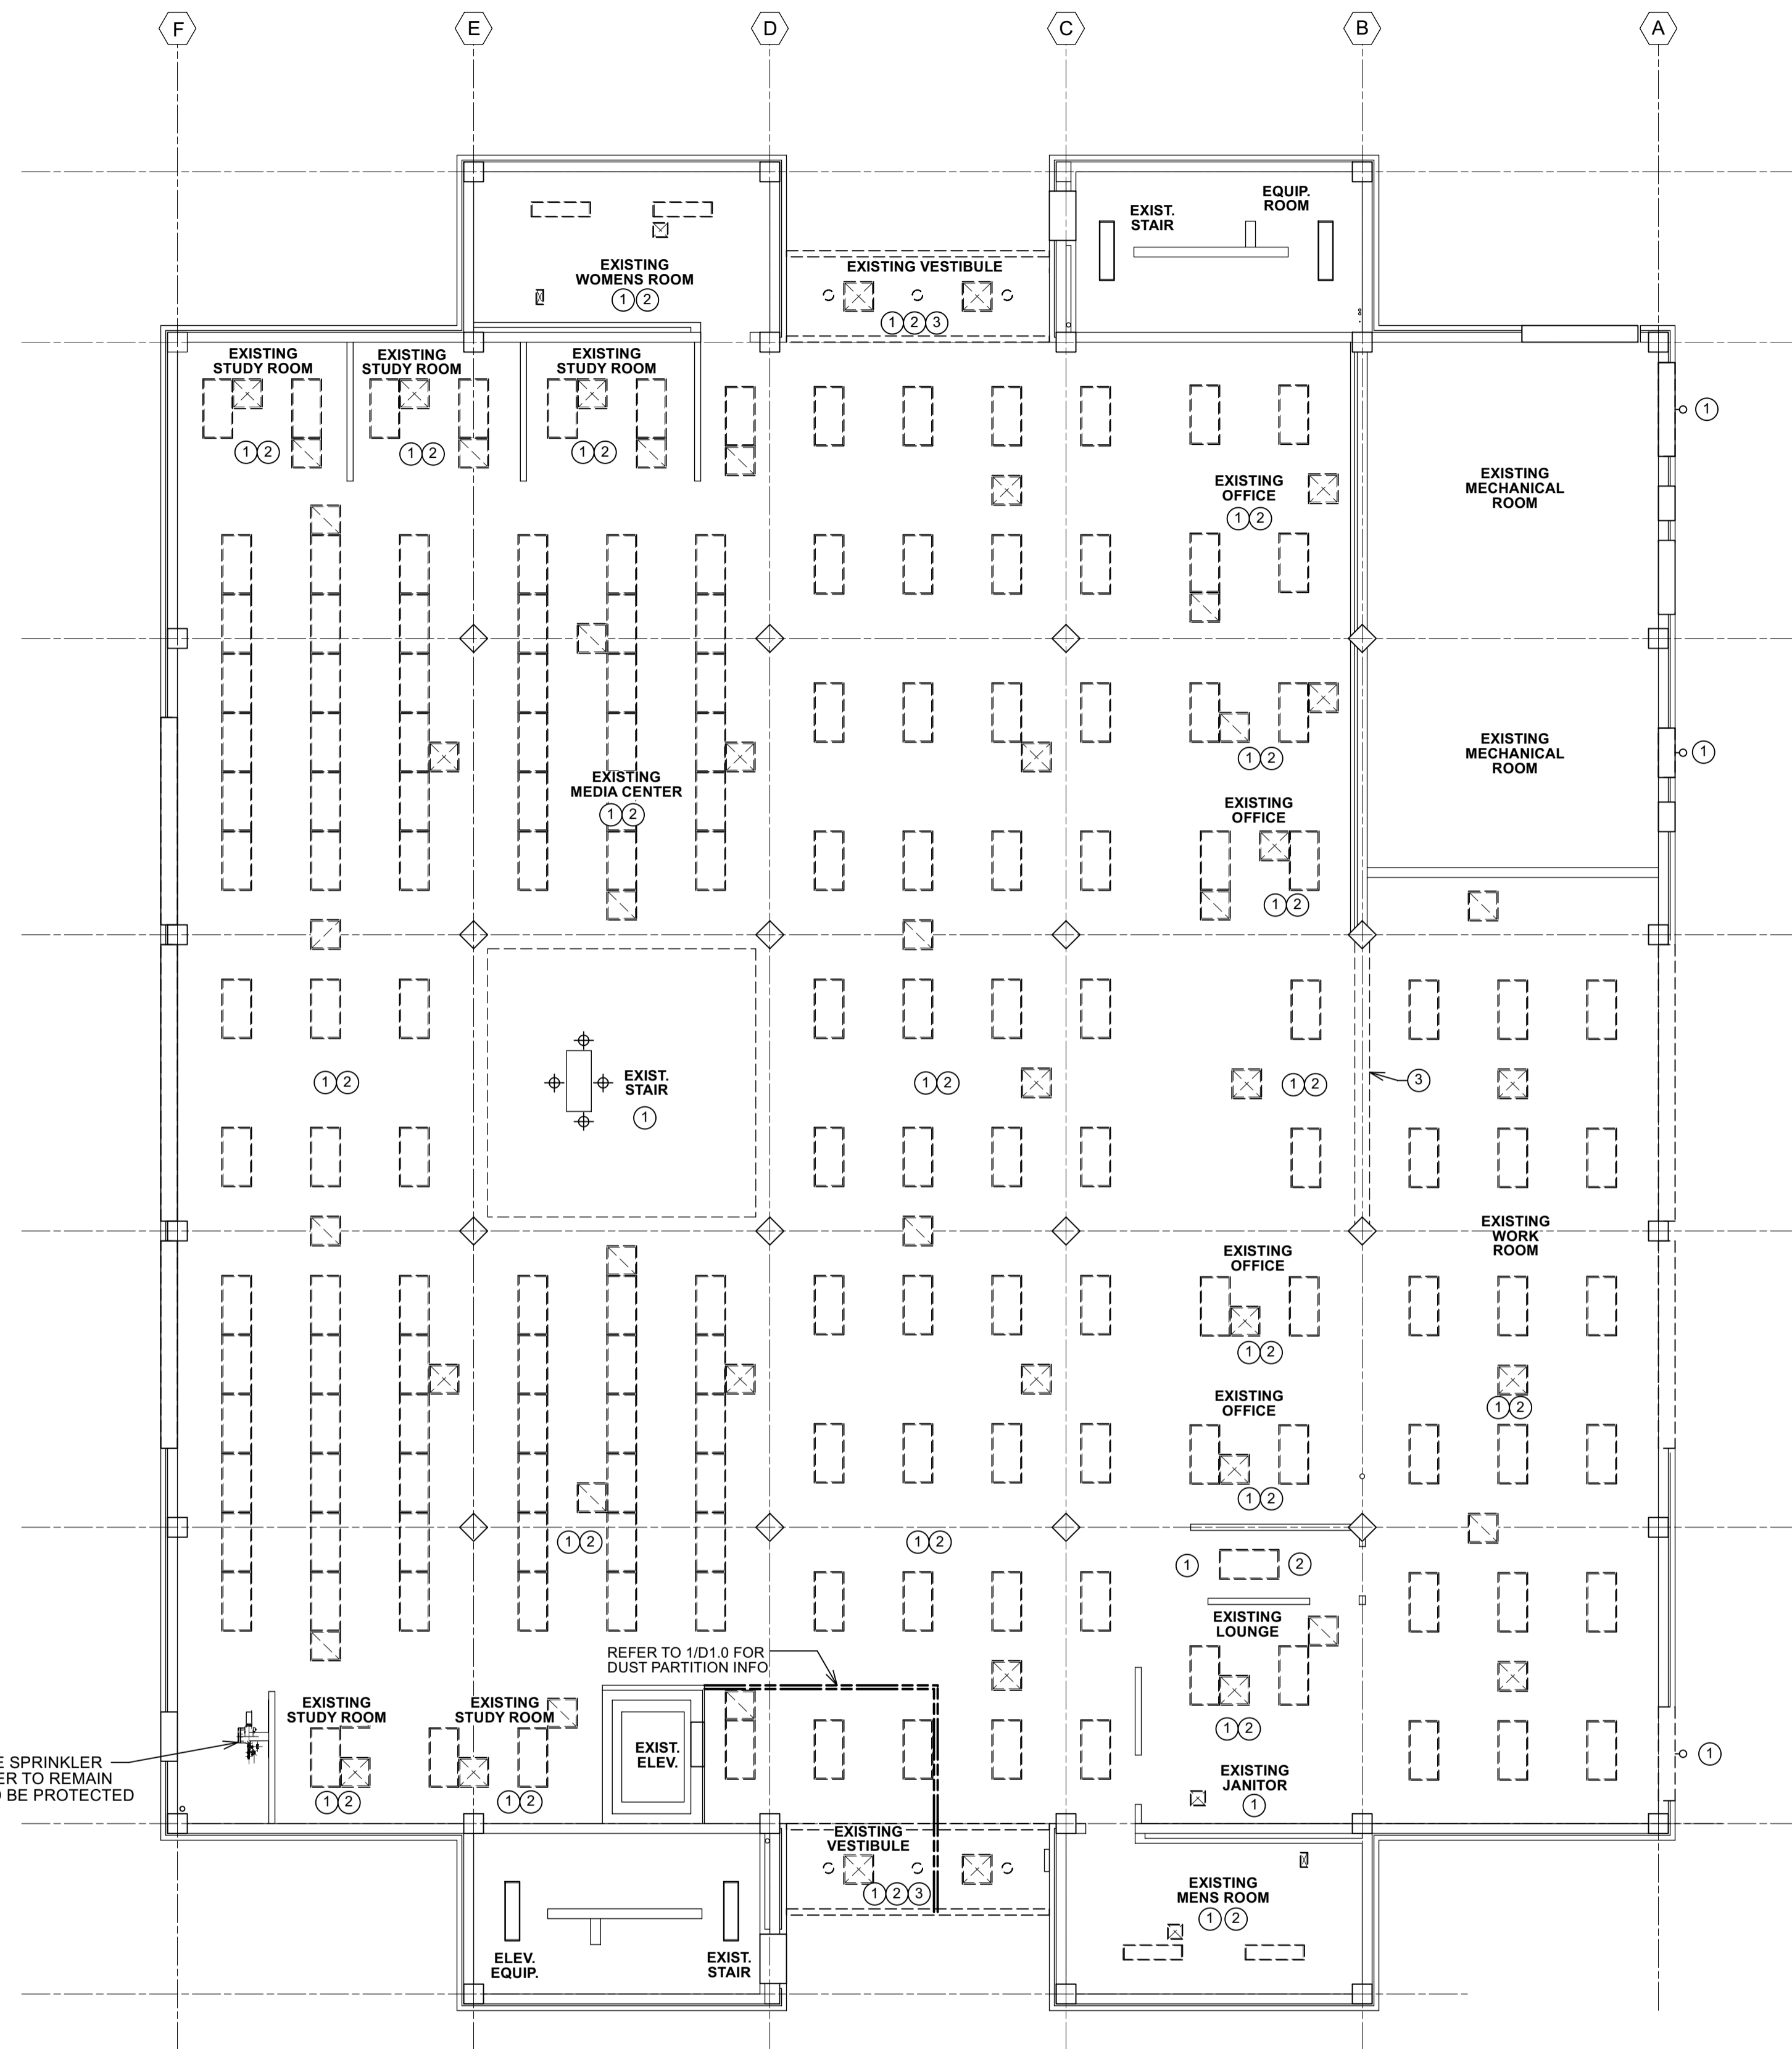 F
E
D
C
B
A
EXIST.
STAIR
EQUIP.
ROOM
EXISTING
WOMENS ROOM
1 2
EXISTING VESTIBULE
1 2 3
EXISTING
STUDY ROOM
1 2
EXISTING
STUDY ROOM
1 2
EXISTING
STUDY ROOM
1 2
1
EXISTING
OFFICE
1 2
EXISTING
MECHANICAL
ROOM
EXISTING
MEDIA CENTER
1 2
1 2
EXISTING
MECHANICAL
ROOM
1
EXISTING
OFFICE
1 2
1 2
EXIST.
STAIR
1
1 2
1 2
3
EXISTING
WORK
ROOM
1 2
EXISTING
OFFICE
1 2
EXISTING
OFFICE
1 2
1 2
1 2
1
2
EXISTING
LOUNGE
1 2
REFER TO 1/D1.0 FOR
DUST PARTITION INFO
EXISTING
STUDY ROOM
1 2
EXISTING
STUDY ROOM
1 2
EXIST.
ELEV.
E SPRINKLER
ER TO REMAIN
O BE PROTECTED
EXISTING
JANITOR
1
1
EXISTING
VESTIBULE
1 2 3
EXISTING
MENS ROOM
1 2
ELEV.
EQUIP.
EXIST.
STAIR